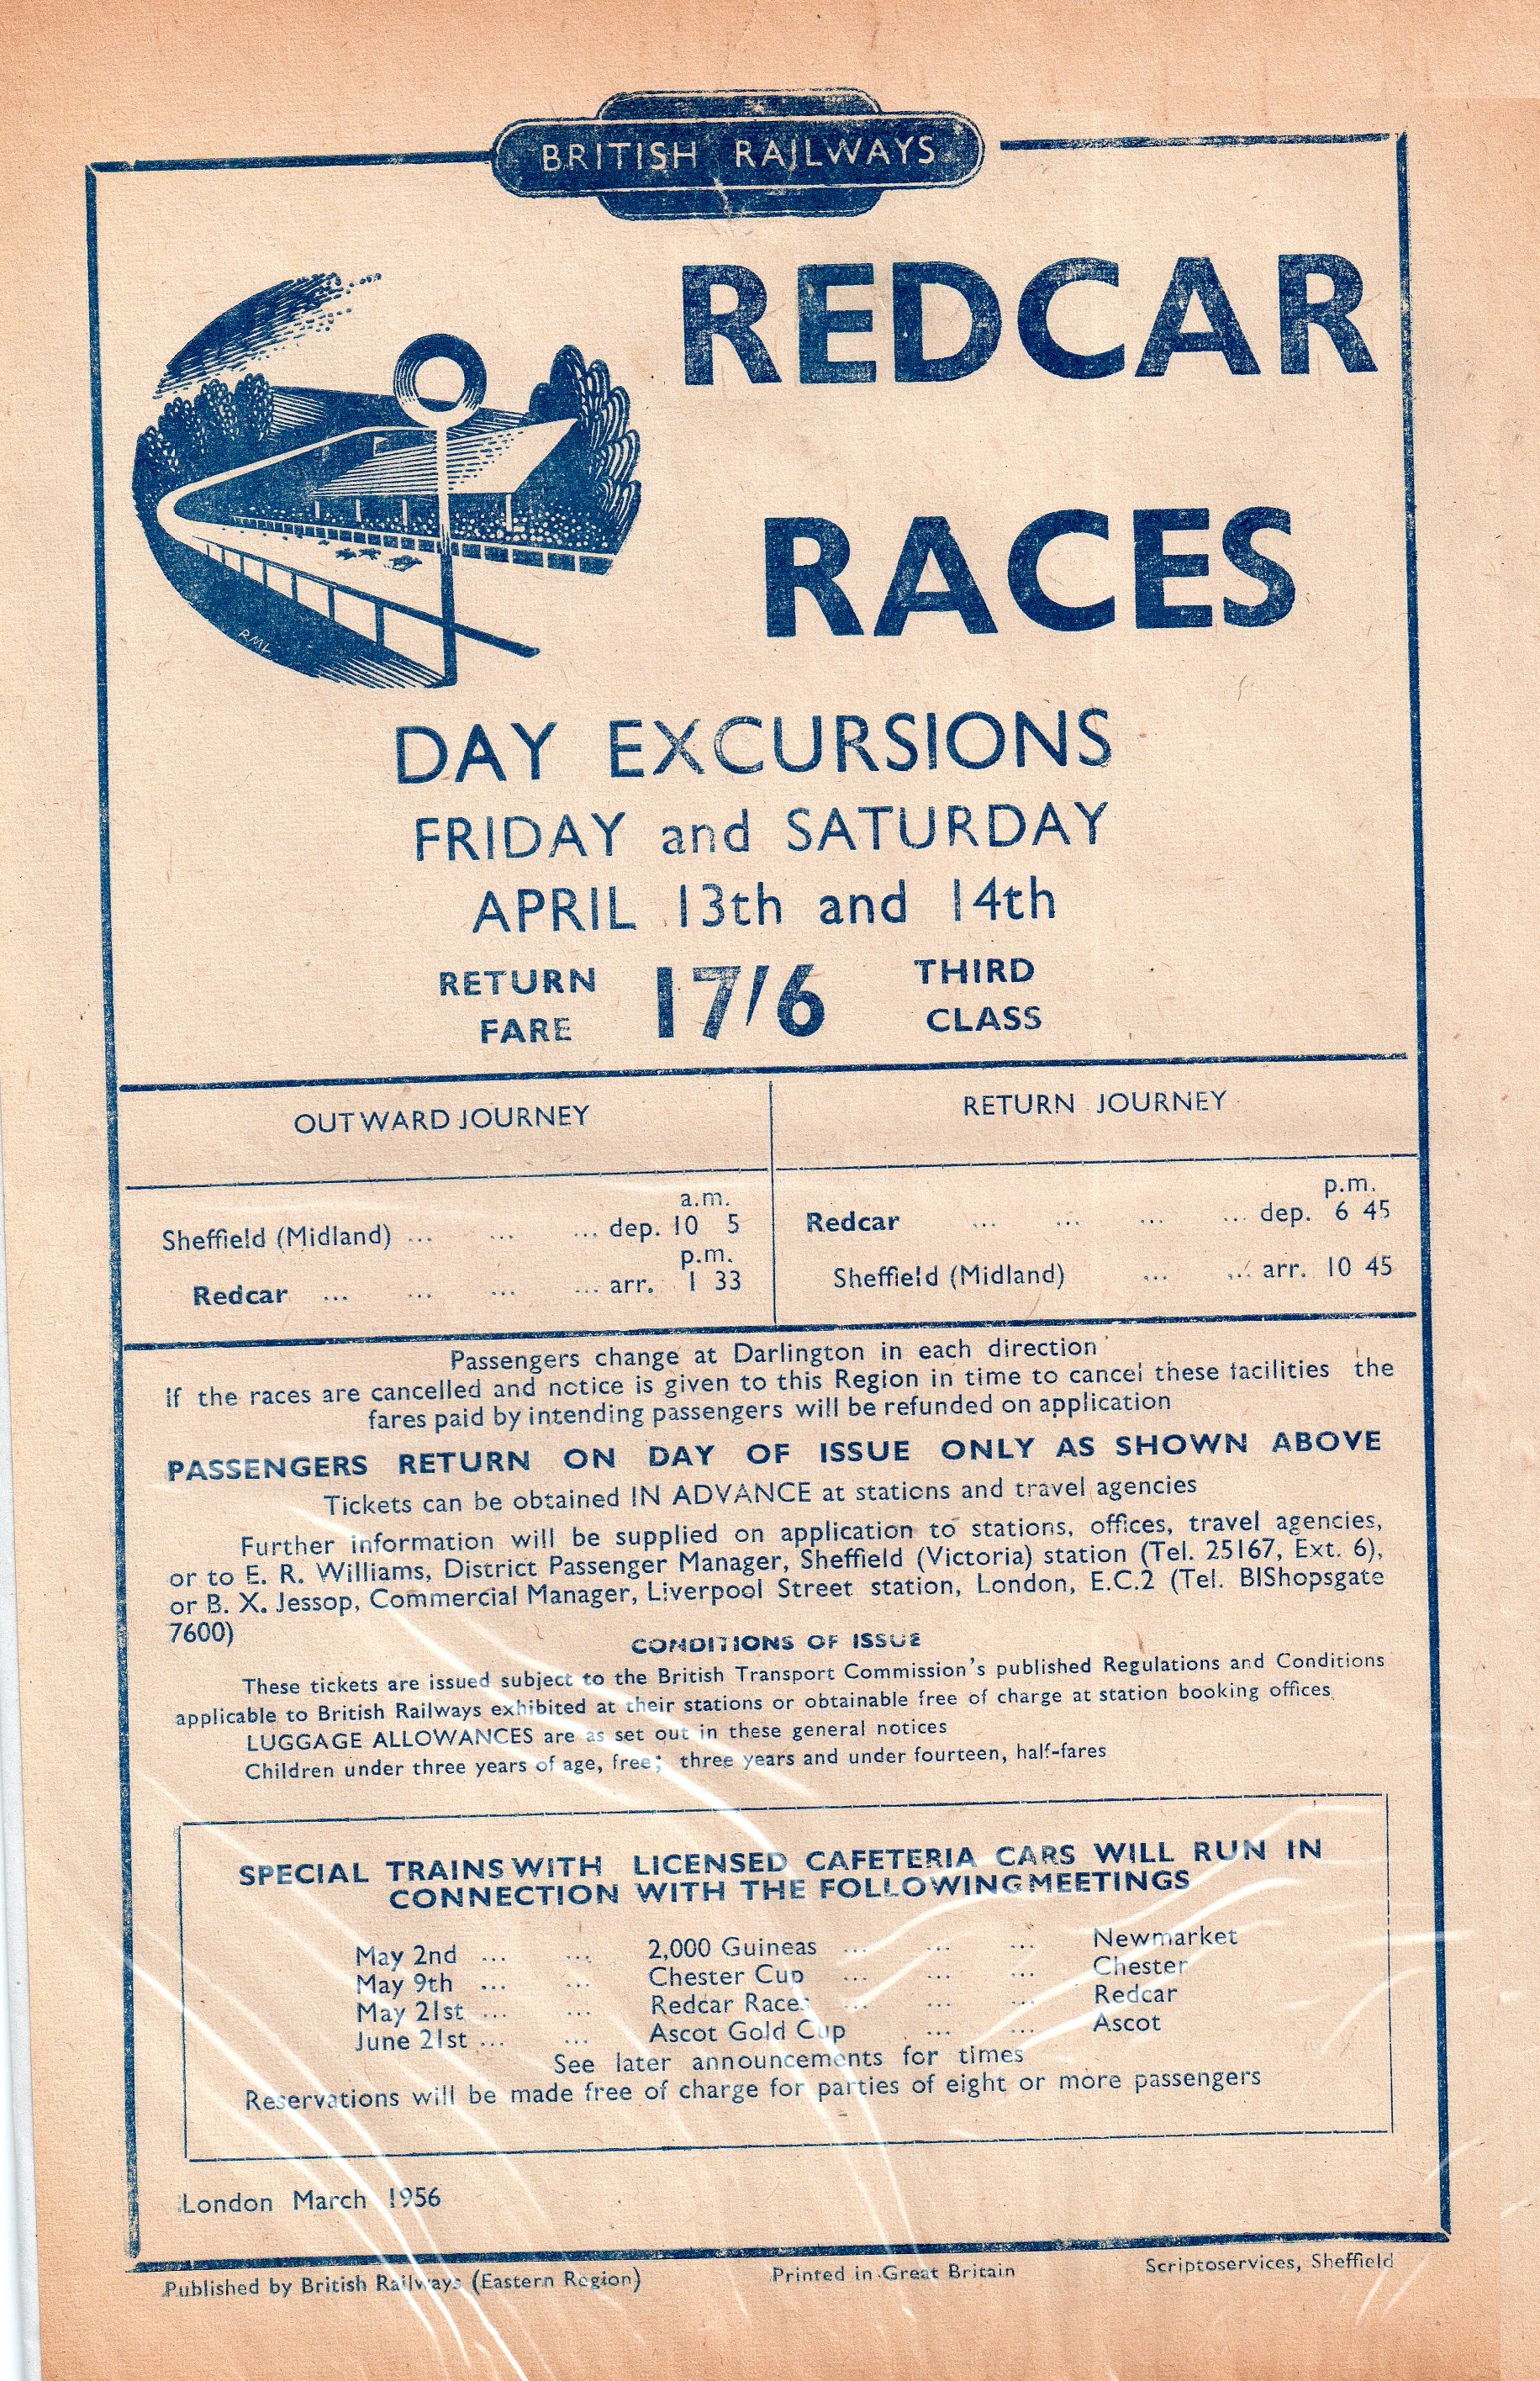 BRITISH RAILWAYS
REDCAR
RACES
RML
DAY EXCURSIONS
FRIDAY and SATURDAY
APRIL 13th and 14th
RETURN FARE 17/6 THIRD CLASS
OUTWARD JOURNEY
a.m.
Sheffield (Midland) ... ... ... dep. 10 5
p.m.
Redcar ... ... ... ... arr. 1 33
RETURN JOURNEY
p.m.
Redcar ... ... ... ... dep. 6 45
Sheffield (Midland) ... ... arr. 10 45
Passengers change at Darlington in each direction
If the races are cancelled and notice is given to this Region in time to cancel these facilities the
fares paid by intending passengers will be refunded on application
PASSENGERS RETURN ON DAY OF ISSUE ONLY AS SHOWN ABOVE
Tickets can be obtained IN ADVANCE at stations and travel agencies
Further information will be supplied on application to stations, offices, travel agencies,
or to E. R. Williams, District Passenger Manager, Sheffield (Victoria) station (Tel. 25167, Ext. 6),
or B. X. Jessop, Commercial Manager, Liverpool Street station, London, E.C.2 (Tel. BIShopsgate
7600)
CONDITIONS OF ISSUE
These tickets are issued subject to the British Transport Commission's published Regulations and Conditions
applicable to British Railways exhibited at their stations or obtainable free of charge at station booking offices.
LUGGAGE ALLOWANCES are as set out in these general notices
Children under three years of age, free; three years and under fourteen, half-fares
SPECIAL TRAINS WITH LICENSED CAFETERIA CARS WILL RUN IN
CONNECTION WITH THE FOLLOWING MEETINGS
May 2nd ... ... 2,000 Guineas ... ... ... Newmarket
May 9th ... ... Chester Cup ... ... ... Chester
May 21st ... ... Redcar Races ... ... ... Redcar
June 21st ... ... Ascot Gold Cup ... ... ... Ascot
See later announcements for times
Reservations will be made free of charge for parties of eight or more passengers
London March 1956
Published by British Railways (Eastern Region) Printed in Great Britain Scriptoservices, Sheffield